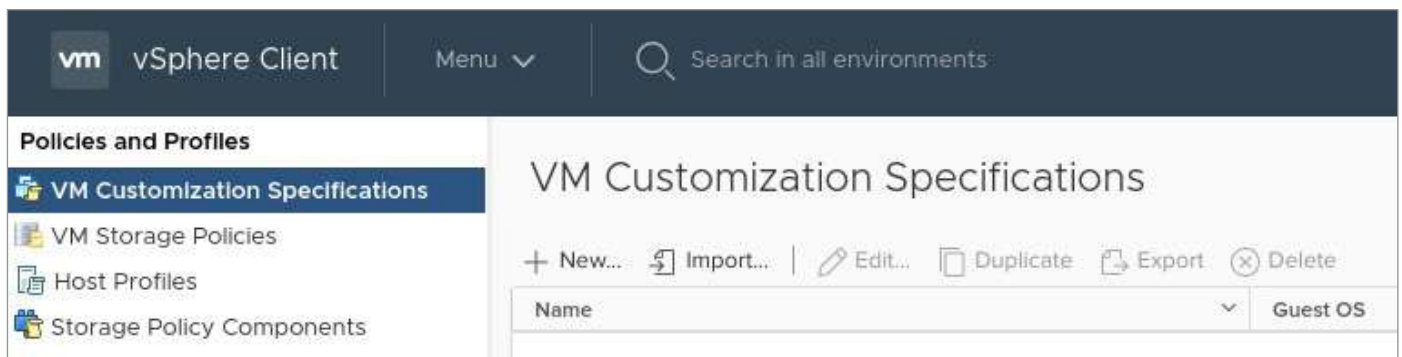 vm vSphere Client Menu Search in all environments
Policies and Profiles
VM Customization Specifications
VM Storage Policies
Host Profiles
Storage Policy Components
VM Customization Specifications
New... Import... Edit... Duplicate Export Delete
Name Guest OS